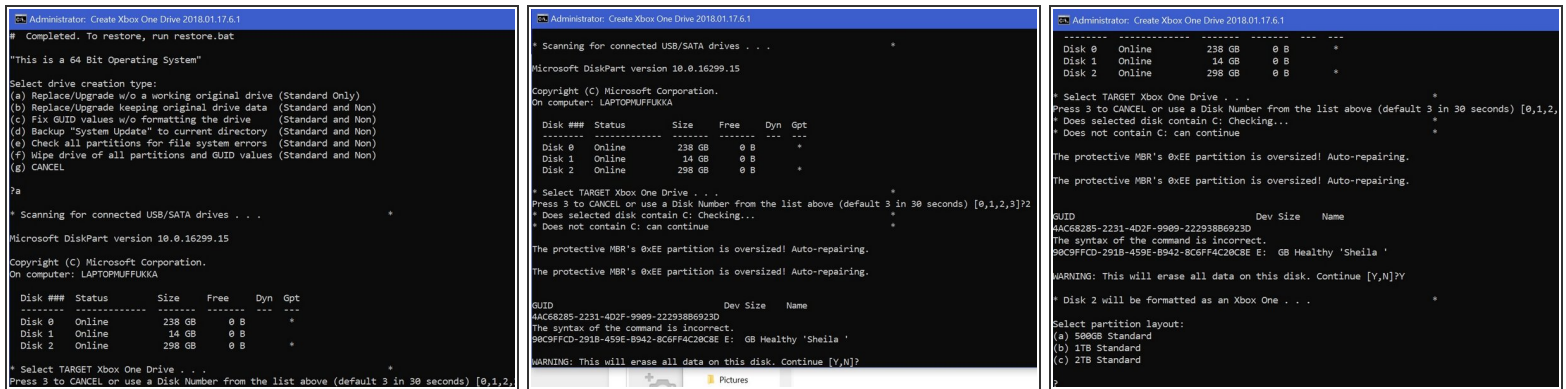 Administrator: Create Xbox One Drive 2018.01.17.6.1
# Completed. To restore, run restore.bat
"This is a 64 Bit Operating System"
Select drive creation type:
(a) Replace/Upgrade w/o a working original drive (Standard Only)
(b) Replace/Upgrade keeping original drive data (Standard and Non)
(c) Fix GUID values w/o formatting the drive (Standard and Non)
(d) Backup "System Update" to current directory (Standard and Non)
(e) Check all partitions for file system errors (Standard and Non)
(f) Wipe drive of all partitions and GUID values (Standard and Non)
(g) CANCEL
?a
* Scanning for connected USB/SATA drives . . . *
Microsoft DiskPart version 10.0.16299.15
Copyright (C) Microsoft Corporation.
On computer: LAPTOPMUFFUKKA
Disk ### Status Size Free Dyn Gpt
-------- ------------- ------- ------- --- ---
Disk 0 Online 238 GB 0 B *
Disk 1 Online 14 GB 0 B
Disk 2 Online 298 GB 0 B *
* Select TARGET Xbox One Drive . . . *
Press 3 to CANCEL or use a Disk Number from the list above (default 3 in 30 seconds) [0,1,2,
Administrator: Create Xbox One Drive 2018.01.17.6.1
* Scanning for connected USB/SATA drives . . . *
Microsoft DiskPart version 10.0.16299.15
Copyright (C) Microsoft Corporation.
On computer: LAPTOPMUFFUKKA
Disk ### Status Size Free Dyn Gpt
-------- ------------- ------- ------- --- ---
Disk 0 Online 238 GB 0 B *
Disk 1 Online 14 GB 0 B
Disk 2 Online 298 GB 0 B *
* Select TARGET Xbox One Drive . . . *
Press 3 to CANCEL or use a Disk Number from the list above (default 3 in 30 seconds) [0,1,2,3]?2
* Does selected disk contain C: Checking... *
* Does not contain C: can continue *
The protective MBR's 0xEE partition is oversized! Auto-repairing.
The protective MBR's 0xEE partition is oversized! Auto-repairing.
GUID Dev Size Name
4AC68285-2231-4D2F-9909-222938B6923D
The syntax of the command is incorrect.
90C9FFCD-291B-459E-B942-8C6FF4C20C8E E: GB Healthy 'Sheila '
WARNING: This will erase all data on this disk. Continue [Y,N]?
Pictures
Administrator: Create Xbox One Drive 2018.01.17.6.1
-------- ------------- ------- ------- --- ---
Disk 0 Online 238 GB 0 B *
Disk 1 Online 14 GB 0 B
Disk 2 Online 298 GB 0 B *
* Select TARGET Xbox One Drive . . . *
Press 3 to CANCEL or use a Disk Number from the list above (default 3 in 30 seconds) [0,1,2,
* Does selected disk contain C: Checking... *
* Does not contain C: can continue *
The protective MBR's 0xEE partition is oversized! Auto-repairing.
The protective MBR's 0xEE partition is oversized! Auto-repairing.
GUID Dev Size Name
4AC68285-2231-4D2F-9909-222938B6923D
The syntax of the command is incorrect.
90C9FFCD-291B-459E-B942-8C6FF4C20C8E E: GB Healthy 'Sheila '
WARNING: This will erase all data on this disk. Continue [Y,N]?Y
* Disk 2 will be formatted as an Xbox One . . . *
Select partition layout:
(a) 500GB Standard
(b) 1TB Standard
(c) 2TB Standard
?